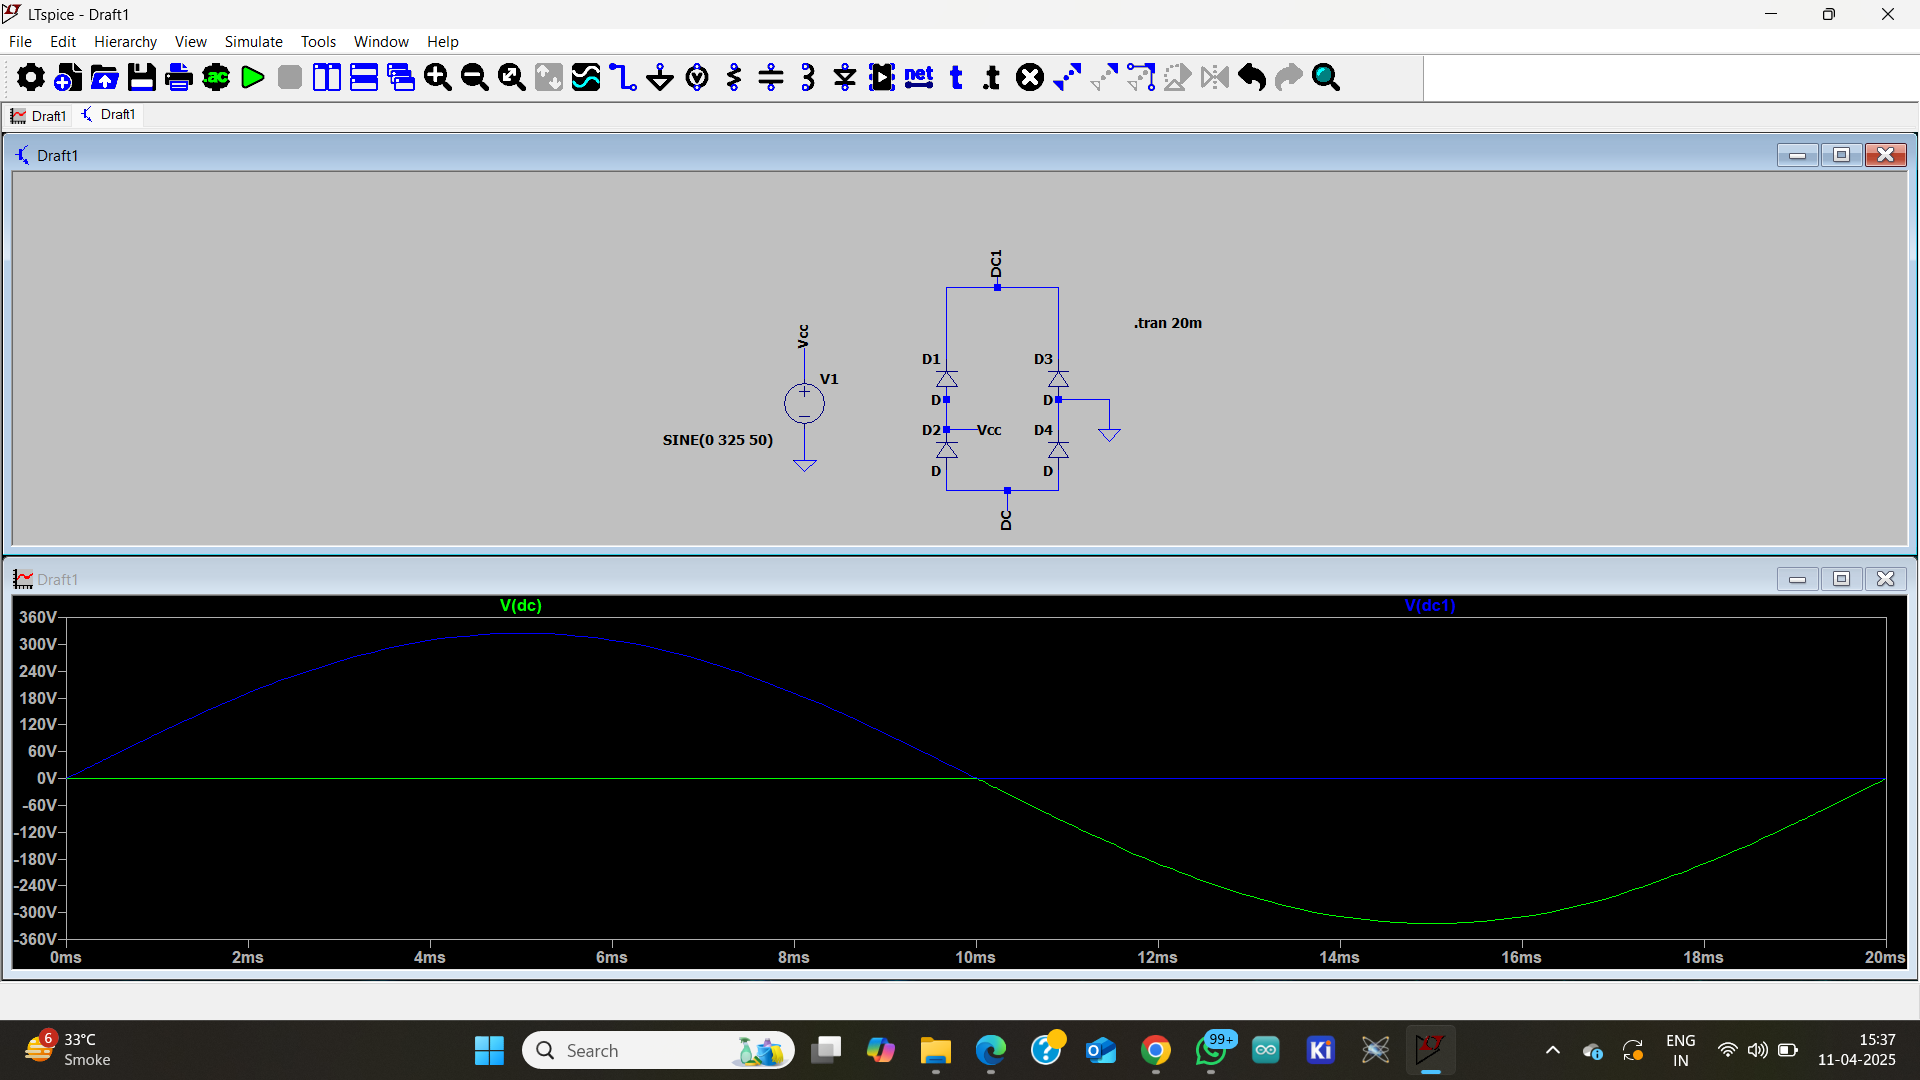 LTspice - Draft1
File Edit Hierarchy View Simulate Tools Window Help
.ac net t .t
Draft1 Draft1
Draft1
DC1
.tran 20m
Vcc
D1 D3
V1
D D
D2 Vcc D4
SINE(0 325 50)
D D
DC
Draft1
V(dc) V(dc1)
360V
300V
240V
180V
120V
60V
0V
-60V
-120V
-180V
-240V
-300V
-360V
0ms 2ms 4ms 6ms 8ms 10ms 12ms 14ms 16ms 18ms 20ms
6
33°C
Smoke
Search
99+
Ki
ENG
IN
15:37
11-04-2025